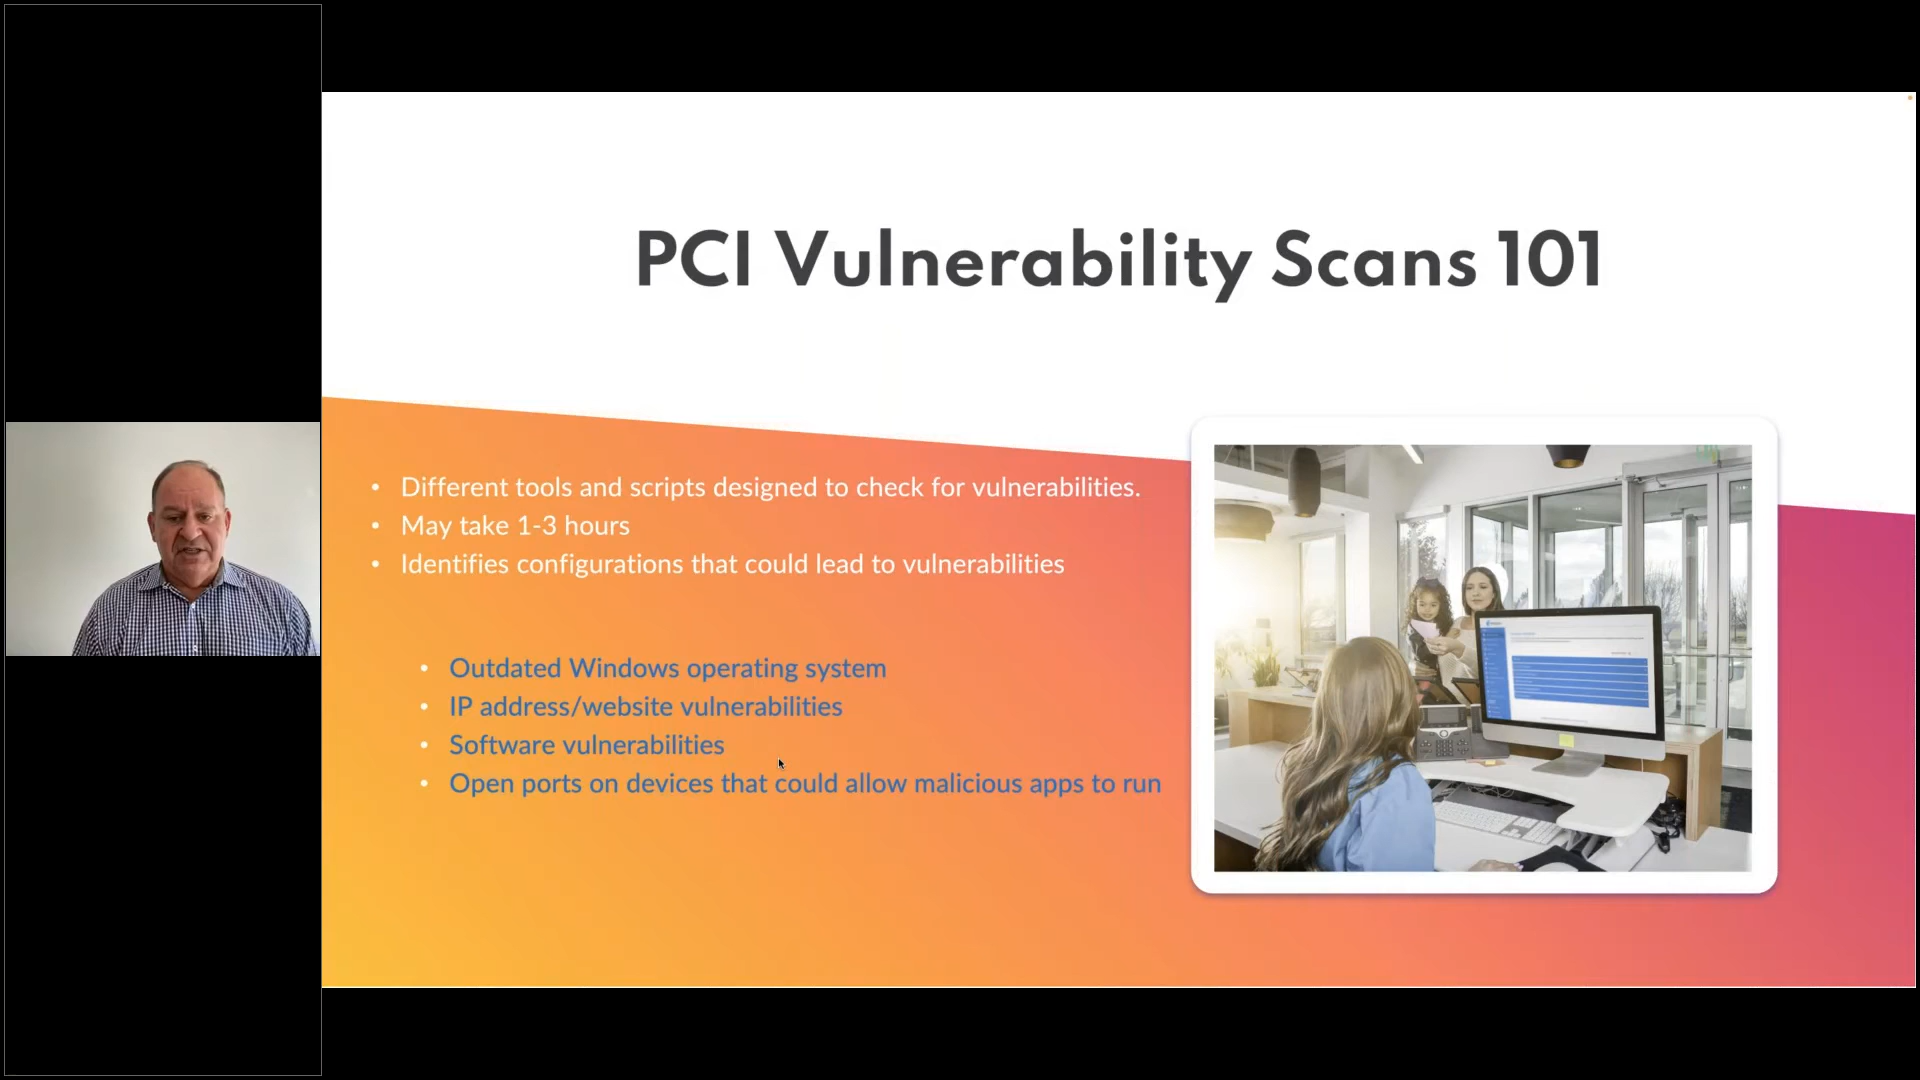 PCI Vulnerability Scans 101
• Different tools and scripts designed to check for vulnerabilities.
• May take 1-3 hours
• Identifies configurations that could lead to vulnerabilities
• Outdated Windows operating system
• IP address/website vulnerabilities
• Software vulnerabilities
• Open ports on devices that could allow malicious apps to run